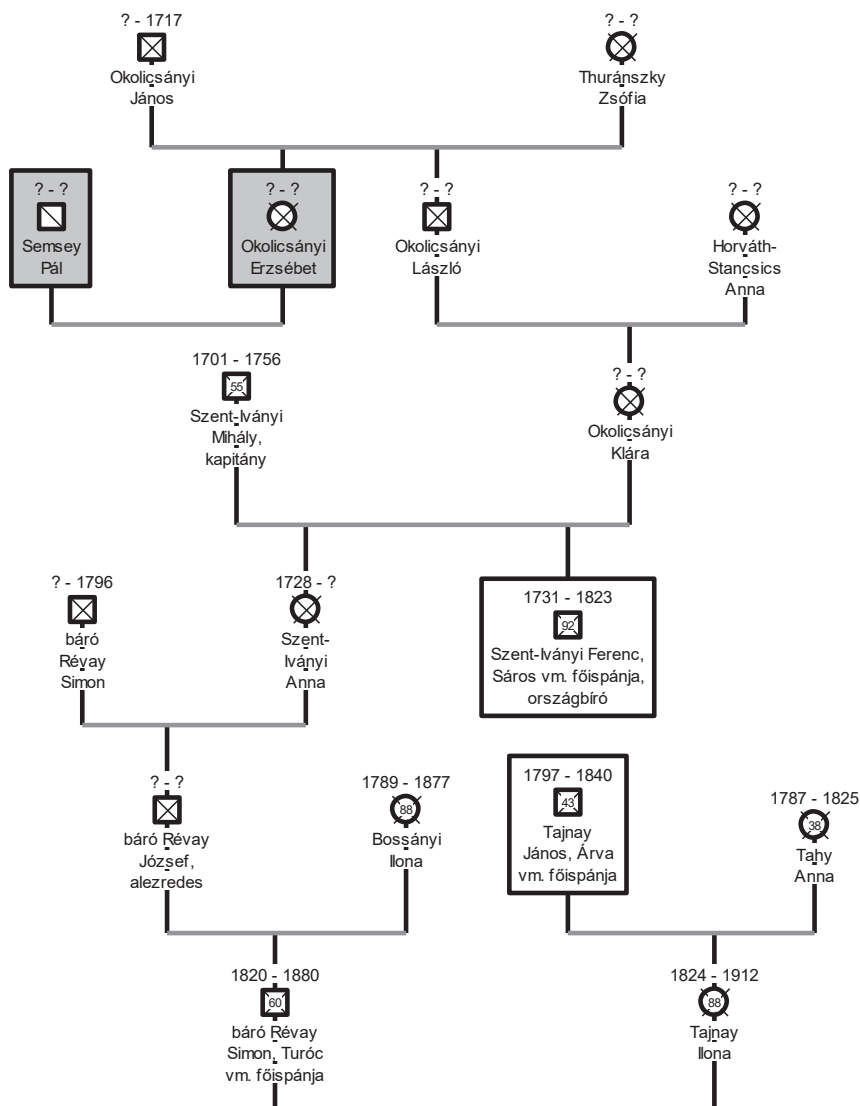 ? - 1717
Okolicsányi
János
? - ?
Thuránszky
Zsófia
? - ?
Semsey
Pál
? - ?
Okolicsányi
Erzsébet
? - ?
Okolicsányi
László
? - ?
Horváth-
Stancsics
Anna
1701 - 1756
55
Szent-Iványi
Mihály,
kapitány
? - ?
Okolicsányi
Klára
? - 1796
báró
Révay
Simon
1728 - ?
Szent-
Iványi
Anna
1731 - 1823
92
Szent-Iványi Ferenc,
Sáros vm. főispánja,
országbíró
? - ?
báró Révay
József,
alezredes
1789 - 1877
88
Bossányi
Ilona
1797 - 1840
43
Tajnay
János, Árva
vm. főispánja
1787 - 1825
38
Tahy
Anna
1820 - 1880
60
báró Révay
Simon, Turóc
vm. főispánja
1824 - 1912
88
Tajnay
Ilona